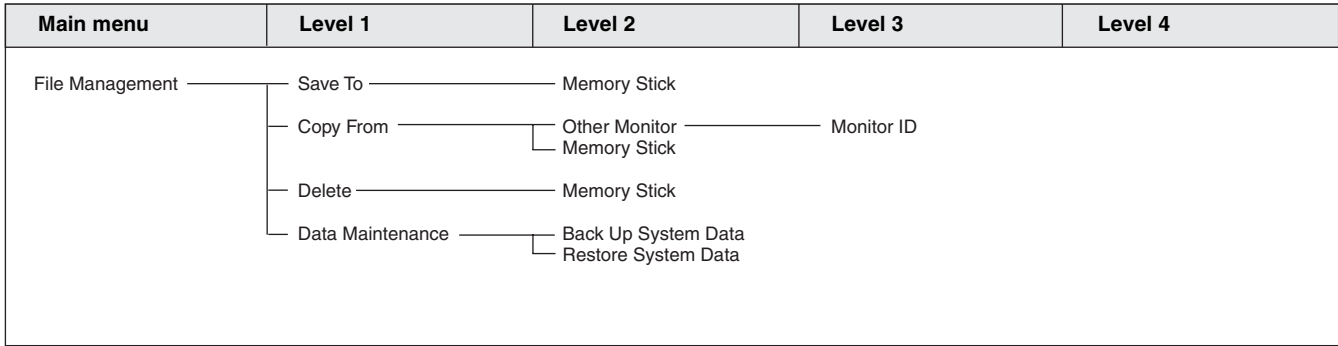 Main menu Level 1 Level 2 Level 3 Level 4
File Management Save To Memory Stick
Copy From Other Monitor Monitor ID
Memory Stick
Delete Memory Stick
Data Maintenance Back Up System Data
Restore System Data